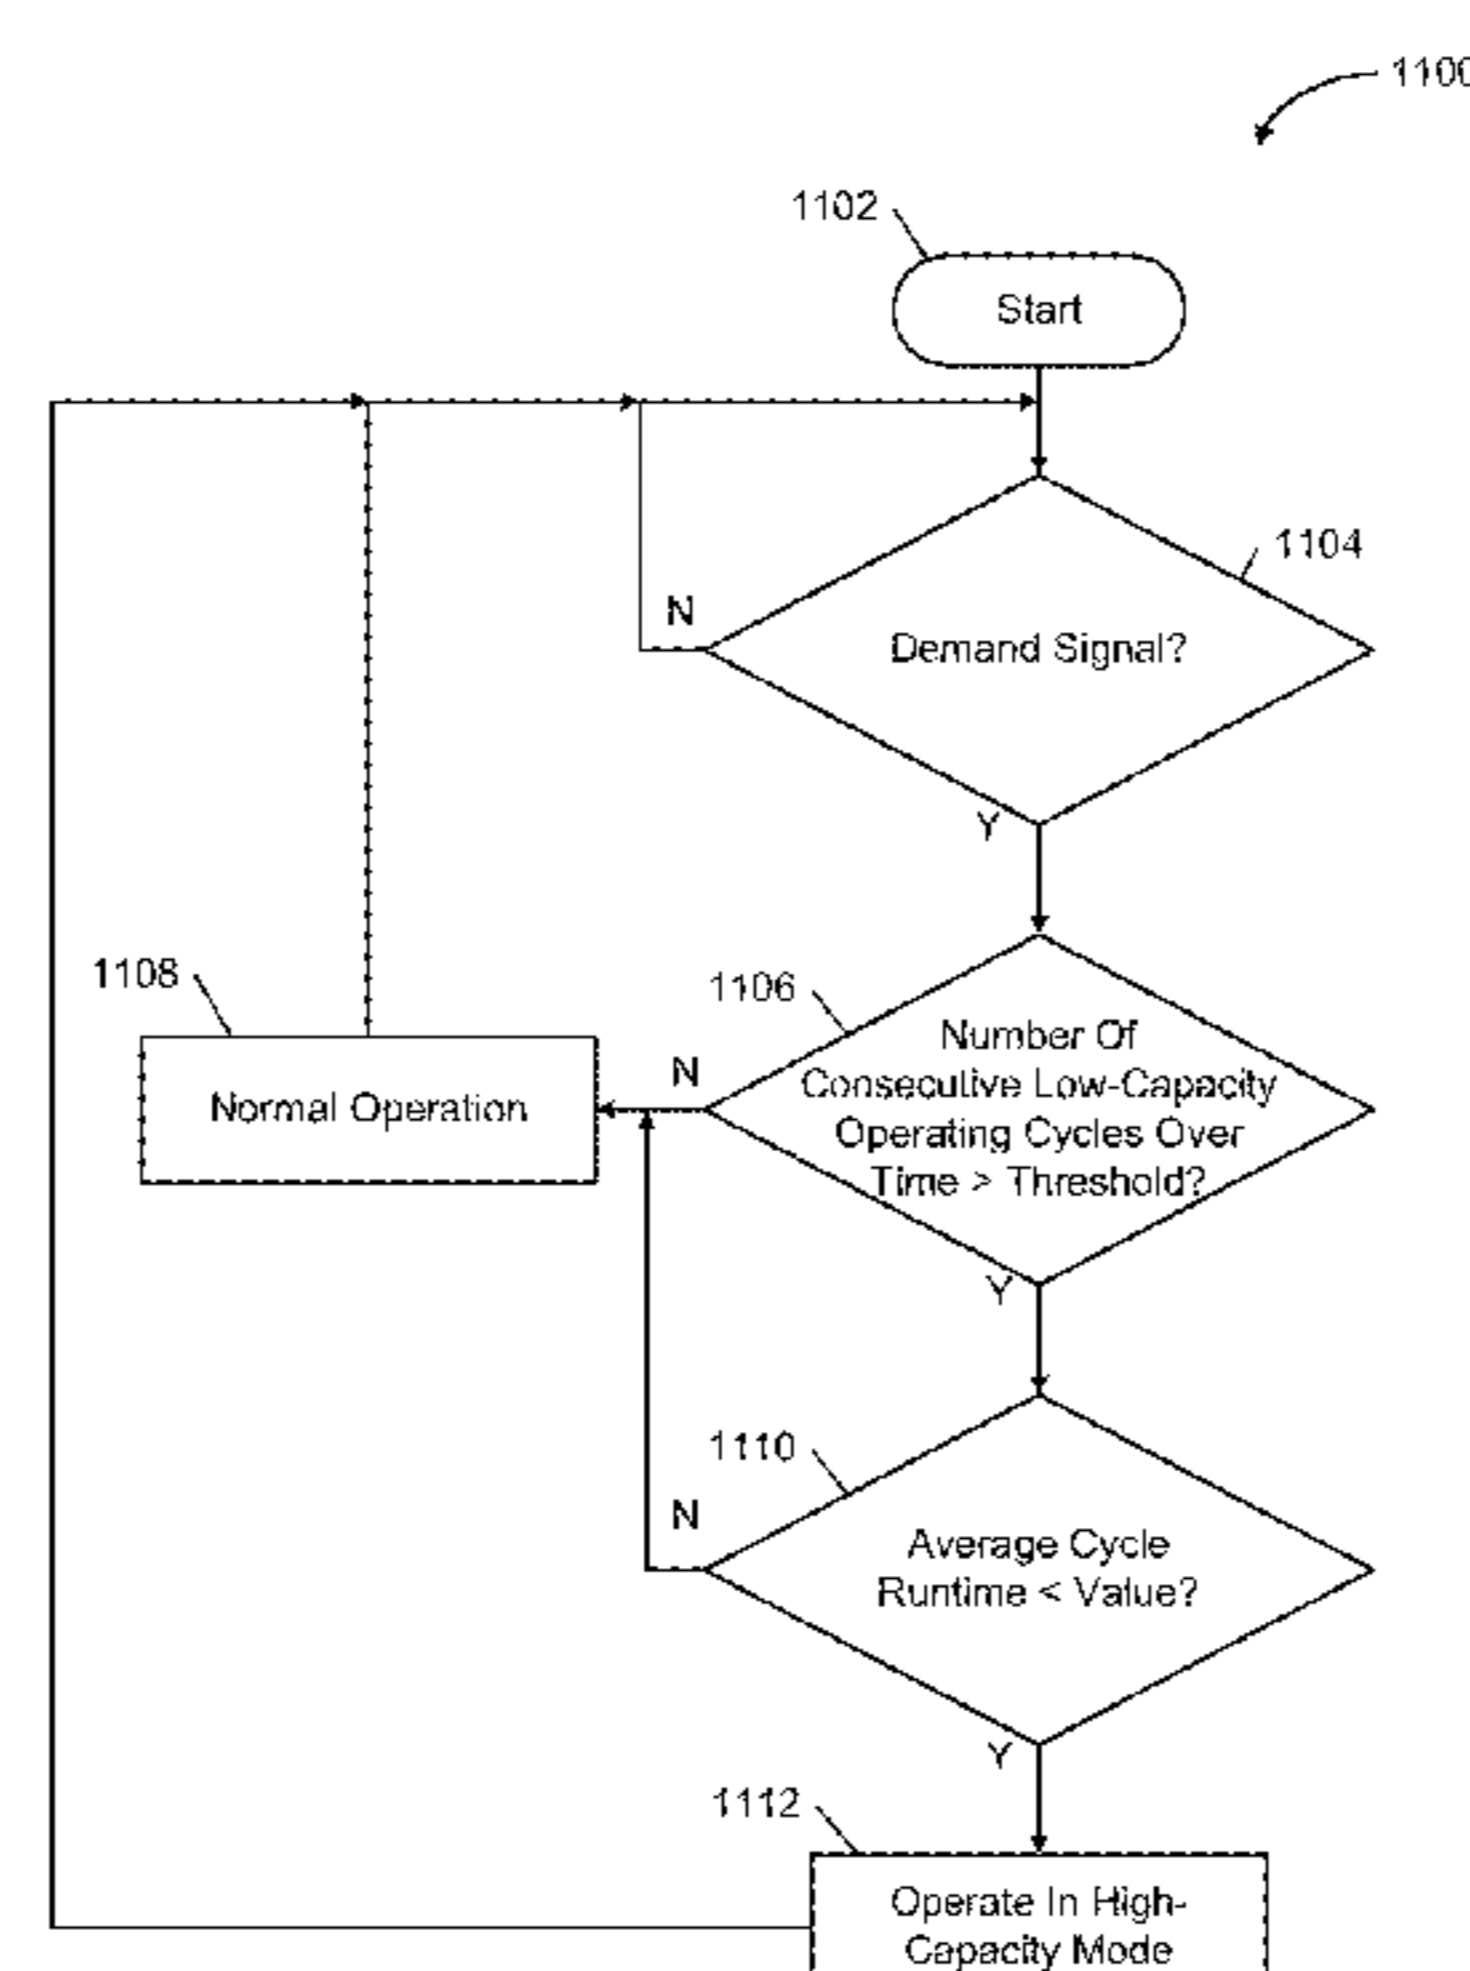 1100
1102
Start
1104
N
Demand Signal?
Y
1108
1106
Normal Operation
N
Number Of
Consecutive Low-Capacity
Operating Cycles Over
Time > Threshold?
Y
1110
N
Average Cycle
Runtime < Value?
Y
1112
Operate In High-
Capacity Mode